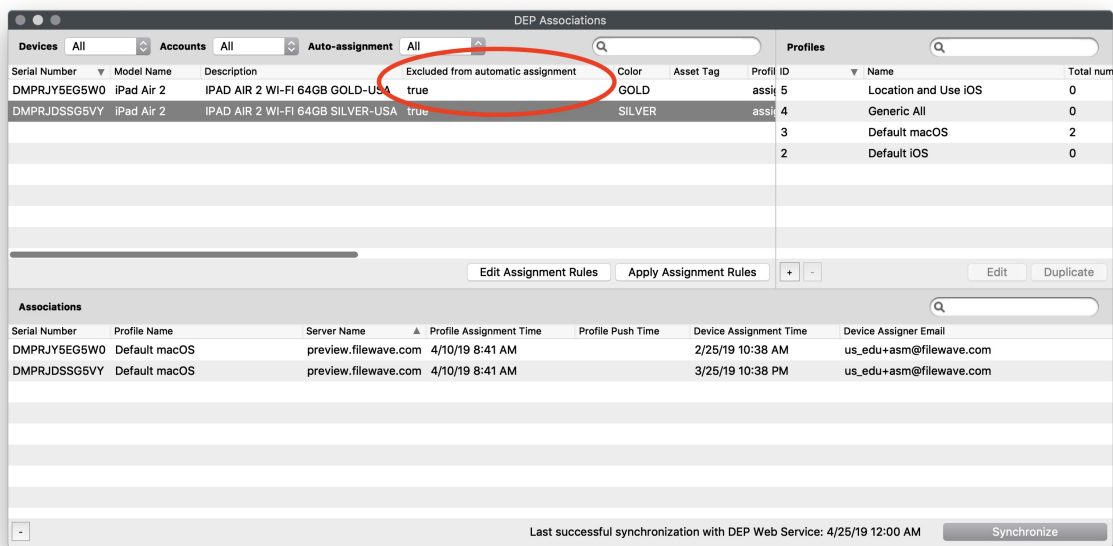 DEP Associations
Devices All Accounts All Auto-assignment All
Serial Number Model Name Description Excluded from automatic assignment Color Asset Tag Profil
DMPRJY5EG5W0 iPad Air 2 IPAD AIR 2 WI-FI 64GB GOLD-USA true GOLD assig
DMPRJDSSG5VY iPad Air 2 IPAD AIR 2 WI-FI 64GB SILVER-USA true SILVER assig
Edit Assignment Rules Apply Assignment Rules
Profiles
ID Name Total num
5 Location and Use iOS 0
4 Generic All 0
3 Default macOS 2
2 Default iOS 0
+ - Edit Duplicate
Associations
Serial Number Profile Name Server Name Profile Assignment Time Profile Push Time Device Assignment Time Device Assigner Email
DMPRJY5EG5W0 Default macOS preview.filewave.com 4/10/19 8:41 AM 2/25/19 10:38 AM us_edu+asm@filewave.com
DMPRJDSSG5VY Default macOS preview.filewave.com 4/10/19 8:41 AM 3/25/19 10:38 PM us_edu+asm@filewave.com
- Last successful synchronization with DEP Web Service: 4/25/19 12:00 AM Synchronize